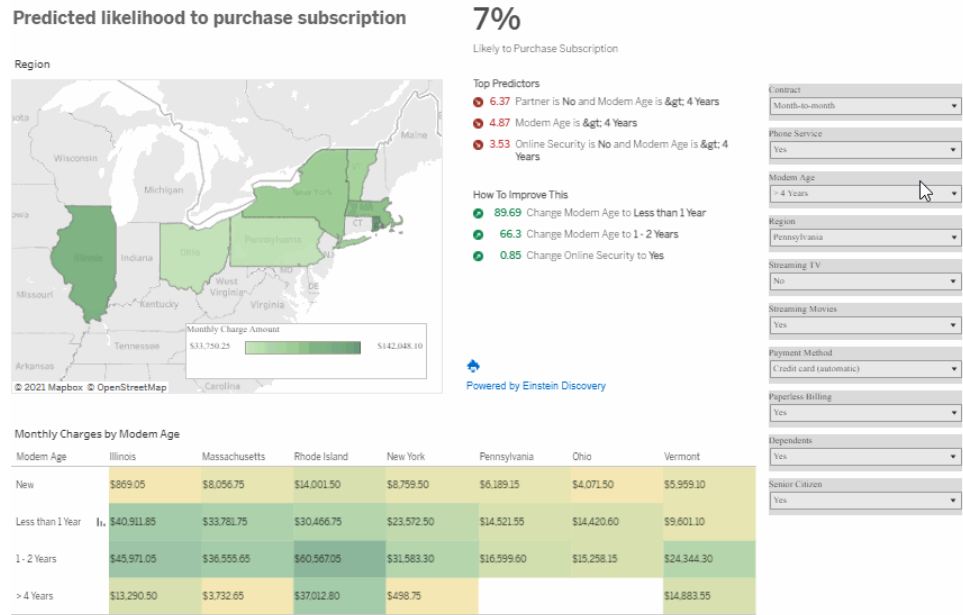 Predicted likelihood to purchase subscription
7%
Likely to Purchase Subscription
Region
Wisconsin
Michigan
Maine
New York
VT
Illinois
Indiana
Ohio
Pennsylvania
CT
NJ
MD
DE
West
Virginia
Virginia
Missouri
Kentucky
Tennessee
Arkansas
Carolina
Monthly Charge Amount
$33,750.25
$142,048.10
© 2021 Mapbox © OpenStreetMap
Top Predictors
6.37 Partner is No and Modem Age is &gt; 4 Years
4.87 Modem Age is &gt; 4 Years
3.53 Online Security is No and Modem Age is &gt; 4
Years
How To Improve This
89.69 Change Modem Age to Less than 1 Year
66.3 Change Modem Age to 1 - 2 Years
0.85 Change Online Security to Yes
Powered by Einstein Discovery
Contract
Month-to-month
Phone Service
Yes
Modem Age
> 4 Years
Region
Pennsylvania
Streaming TV
No
Streaming Movies
Yes
Payment Method
Credit card (automatic)
Paperless Billing
Yes
Dependents
Yes
Senior Citizen
Yes
Monthly Charges by Modem Age
Modem Age Illinois Massachusetts Rhode Island New York Pennsylvania Ohio Vermont
New $869.05 $8,056.75 $14,001.50 $8,759.50 $6,189.15 $4,071.50 $5,959.10
Less than 1 Year $40,911.85 $33,781.75 $30,466.75 $23,572.50 $14,521.55 $14,420.60 $9,601.10
1 - 2 Years $45,971.05 $36,555.65 $60,567.05 $31,583.30 $16,599.60 $15,258.15 $24,344.30
> 4 Years $13,290.50 $3,732.65 $37,012.80 $498.75 $14,883.55